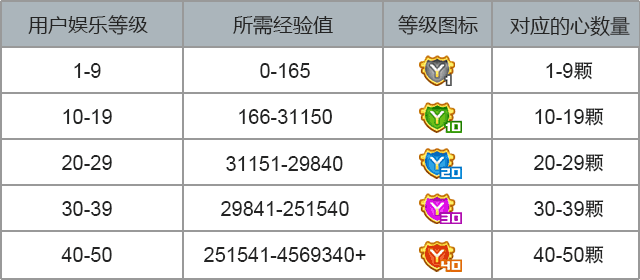 用户娱乐等级 所需经验值 等级图标 对应的心数量
1-9 0-165 Y 1 1-9颗
10-19 166-31150 Y 10 10-19颗
20-29 31151-29840 Y 20 20-29颗
30-39 29841-251540 Y 30 30-39颗
40-50 251541-4569340+ Y 40 40-50颗